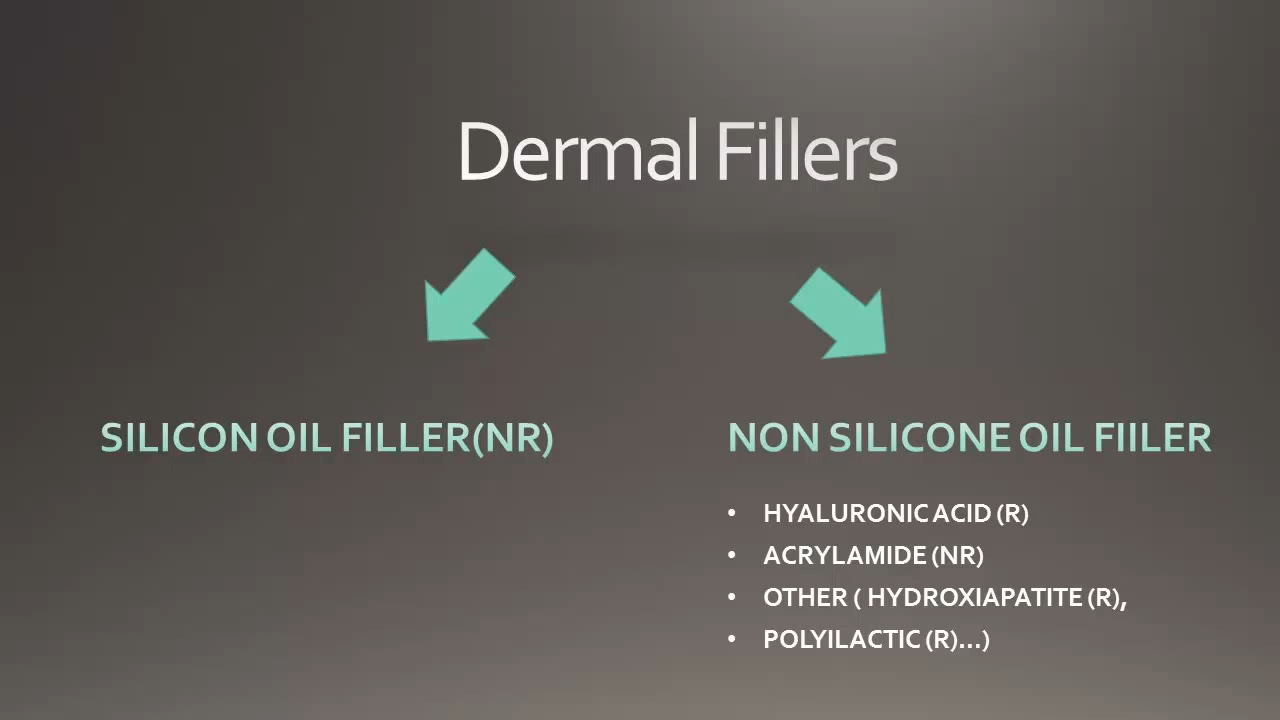 Dermal Fillers
SILICON OIL FILLER(NR)
NON SILICONE OIL FIILER
• HYALURONIC ACID (R)
• ACRYLAMIDE (NR)
• OTHER ( HYDROXIAPATITE (R),
• POLYILACTIC (R)...)